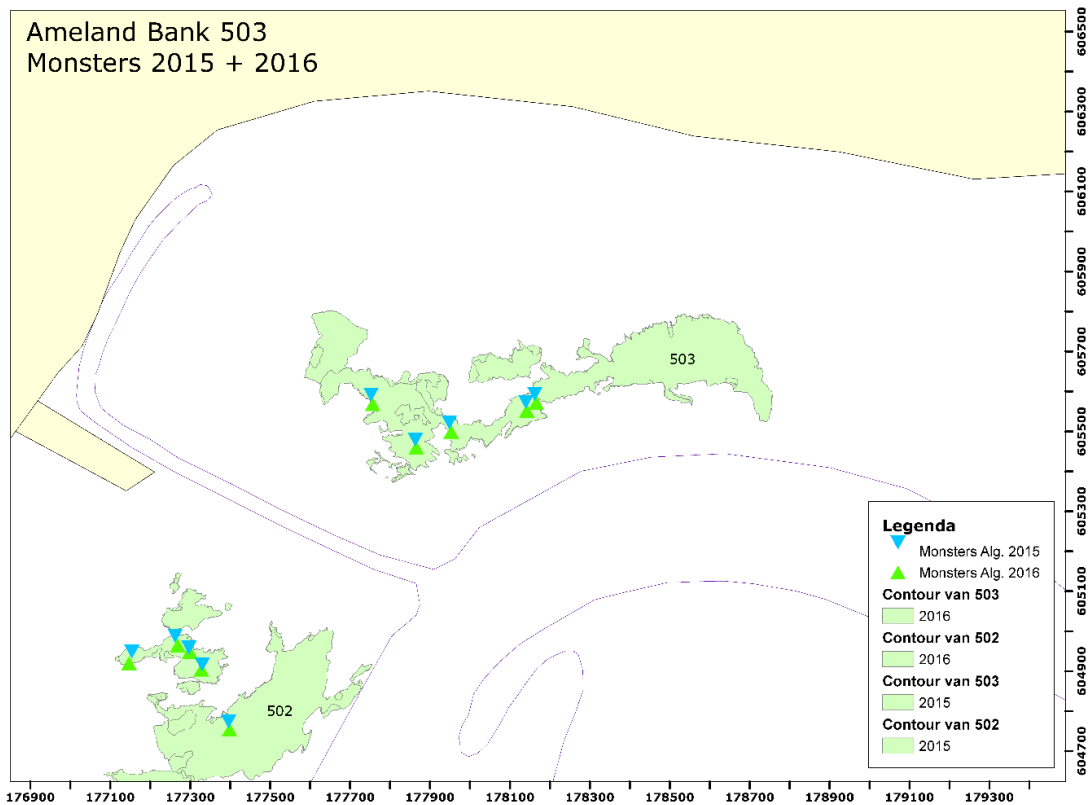 Ameland Bank 503
Monsters 2015 + 2016
606500
606300
606100
605900
605700
605500
605300
605100
604900
604700
503
502
Legenda
Monsters Alg. 2015
Monsters Alg. 2016
Contour van 503
2016
Contour van 502
2016
Contour van 503
2015
Contour van 502
2015
176900 177100 177300 177500 177700 177900 178100 178300 178500 178700 178900 179100 179300